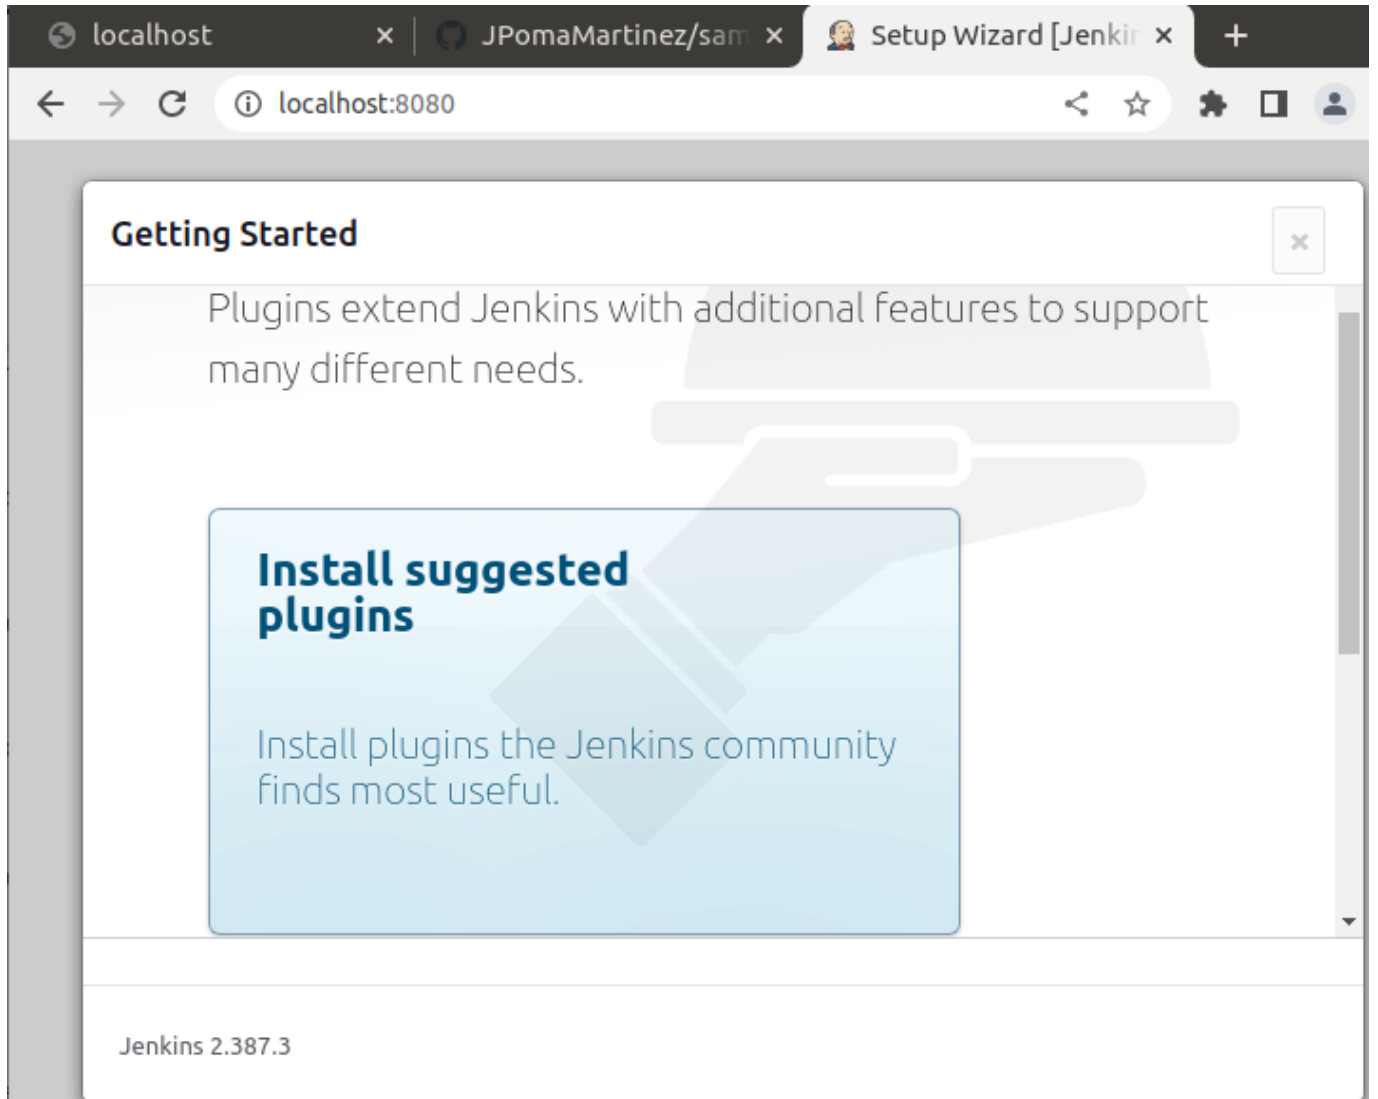 localhost
JPomaMartinez/sam
Setup Wizard [Jenkin
localhost:8080
Getting Started
Plugins extend Jenkins with additional features to support
many different needs.
Install suggested
plugins
Install plugins the Jenkins community
finds most useful.
Jenkins 2.387.3